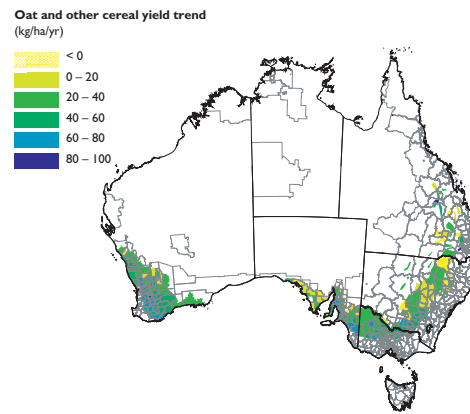 Oat and other cereal yield trend
(kg/ha/yr)
< 0
0 – 20
20 – 40
40 – 60
60 – 80
80 – 100